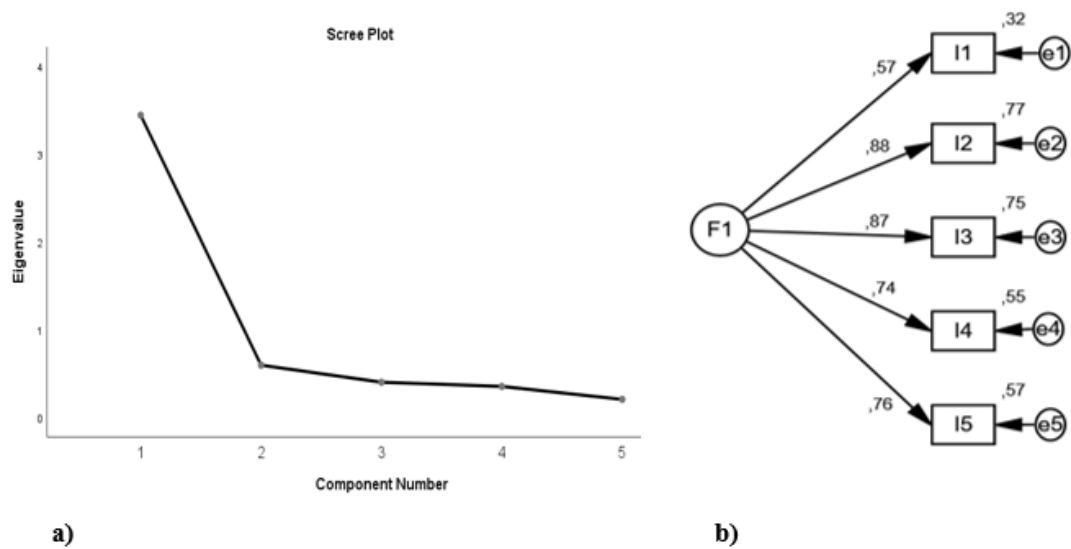 Scree Plot
4
3
2
1
0
Eigenvalue
1 2 3 4 5
Component Number
a)
F1
,57
,88
,87
,74
,76
,32
I1
e1
,77
I2
e2
,75
I3
e3
,55
I4
e4
,57
I5
e5
b)